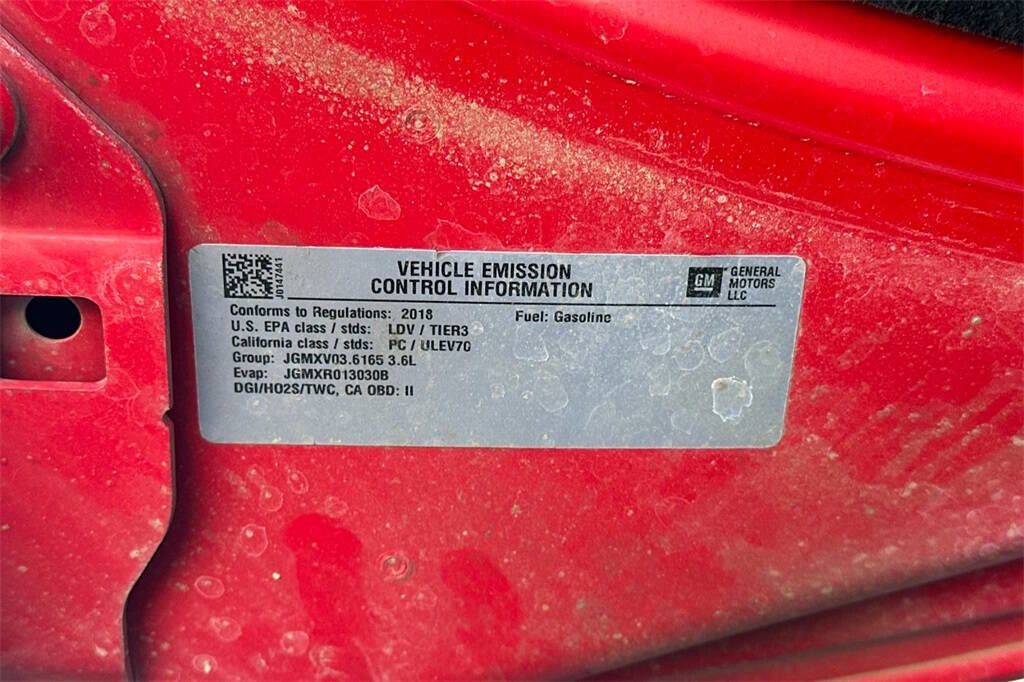 J0147441
VEHICLE EMISSION
CONTROL INFORMATION
GM
GENERAL
MOTORS
LLC
Conforms to Regulations: 2018 Fuel: Gasoline
U.S. EPA class / stds: LDV / TIER3
California class / stds: PC / ULEV70
Group: JGMXV03.6165 3.6L
Evap: JGMXR013030B
DGI/HO2S/TWC, CA OBD: II